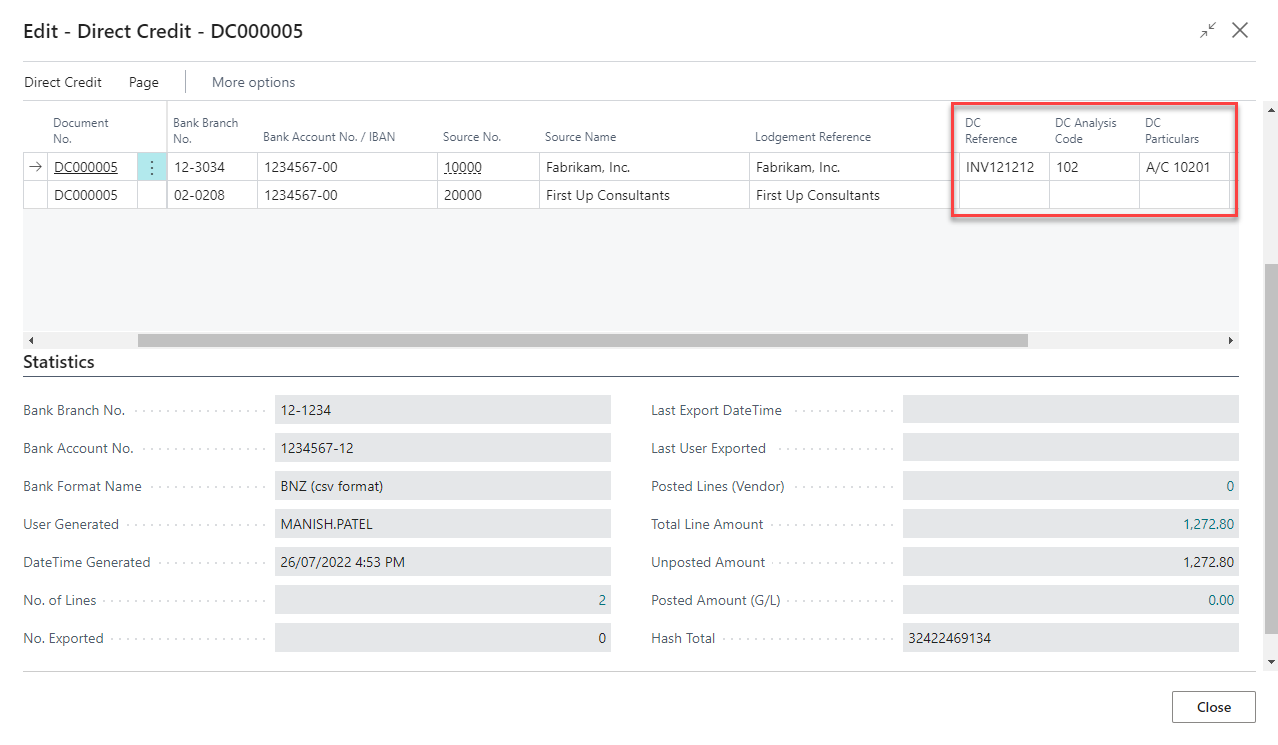 Edit - Direct Credit - DC000005
Direct Credit Page More options
Document No. Bank Branch No. Bank Account No. / IBAN Source No. Source Name Lodgement Reference DC Reference DC Analysis Code DC Particulars
DC000005 12-3034 1234567-00 10000 Fabrikam, Inc. Fabrikam, Inc. INV121212 102 A/C 10201
DC000005 02-0208 1234567-00 20000 First Up Consultants First Up Consultants
Statistics
Bank Branch No. 12-1234
Bank Account No. 1234567-12
Bank Format Name BNZ (csv format)
User Generated MANISH.PATEL
DateTime Generated 26/07/2022 4:53 PM
No. of Lines 2
No. Exported 0
Last Export DateTime
Last User Exported
Posted Lines (Vendor) 0
Total Line Amount 1,272.80
Unposted Amount 1,272.80
Posted Amount (G/L) 0.00
Hash Total 32422469134
Close